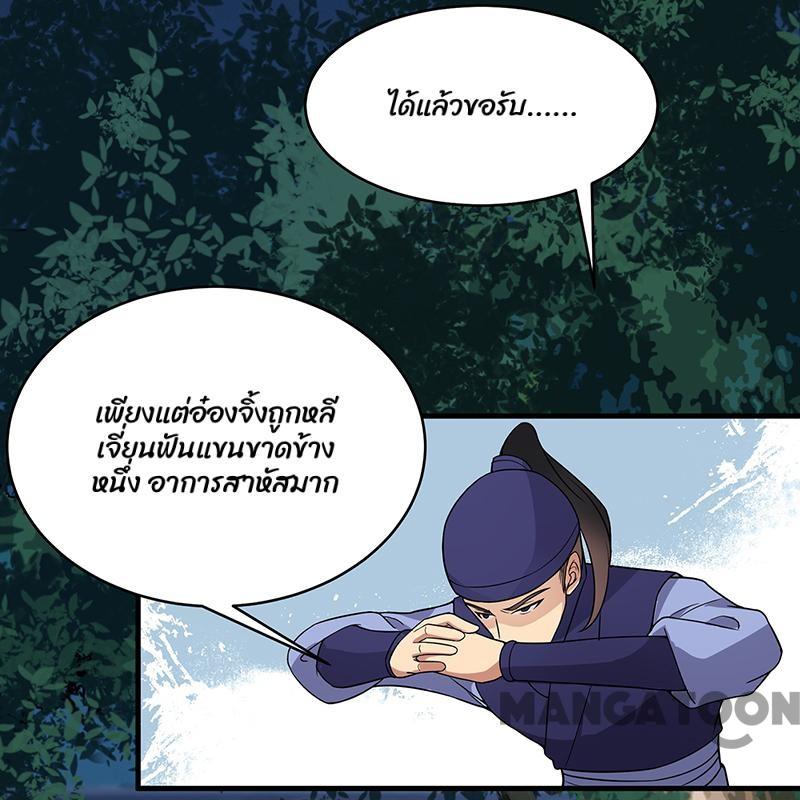 ได้แล้วขอรับ......
เพียงแต่อ๋องจิ้งถูกหลี
เจี่ยนฟันแขนขาดข้าง
หนึ่ง อาการสาหัสมาก
MANGATOON